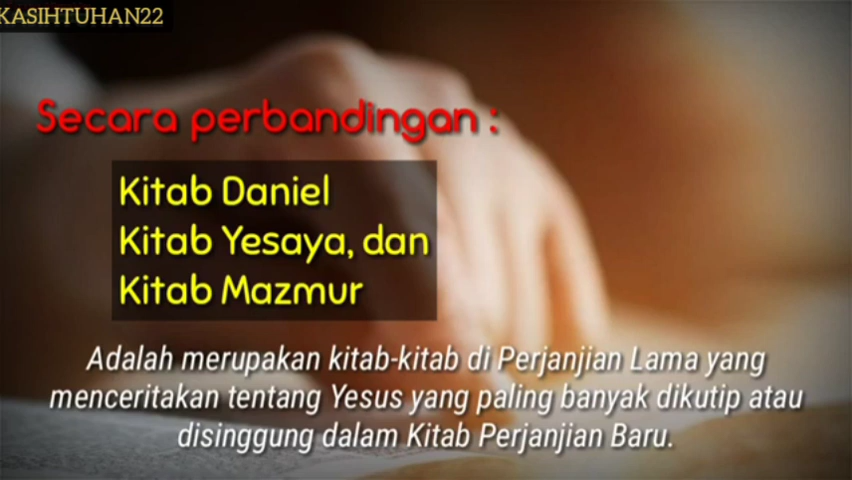 KASIHTUHAN22
Secara perbandingan :
Kitab Daniel
Kitab Yesaya, dan
Kitab Mazmur
Adalah merupakan kitab-kitab di Perjanjian Lama yang
menceritakan tentang Yesus yang paling banyak dikutip atau
disinggung dalam Kitab Perjanjian Baru.